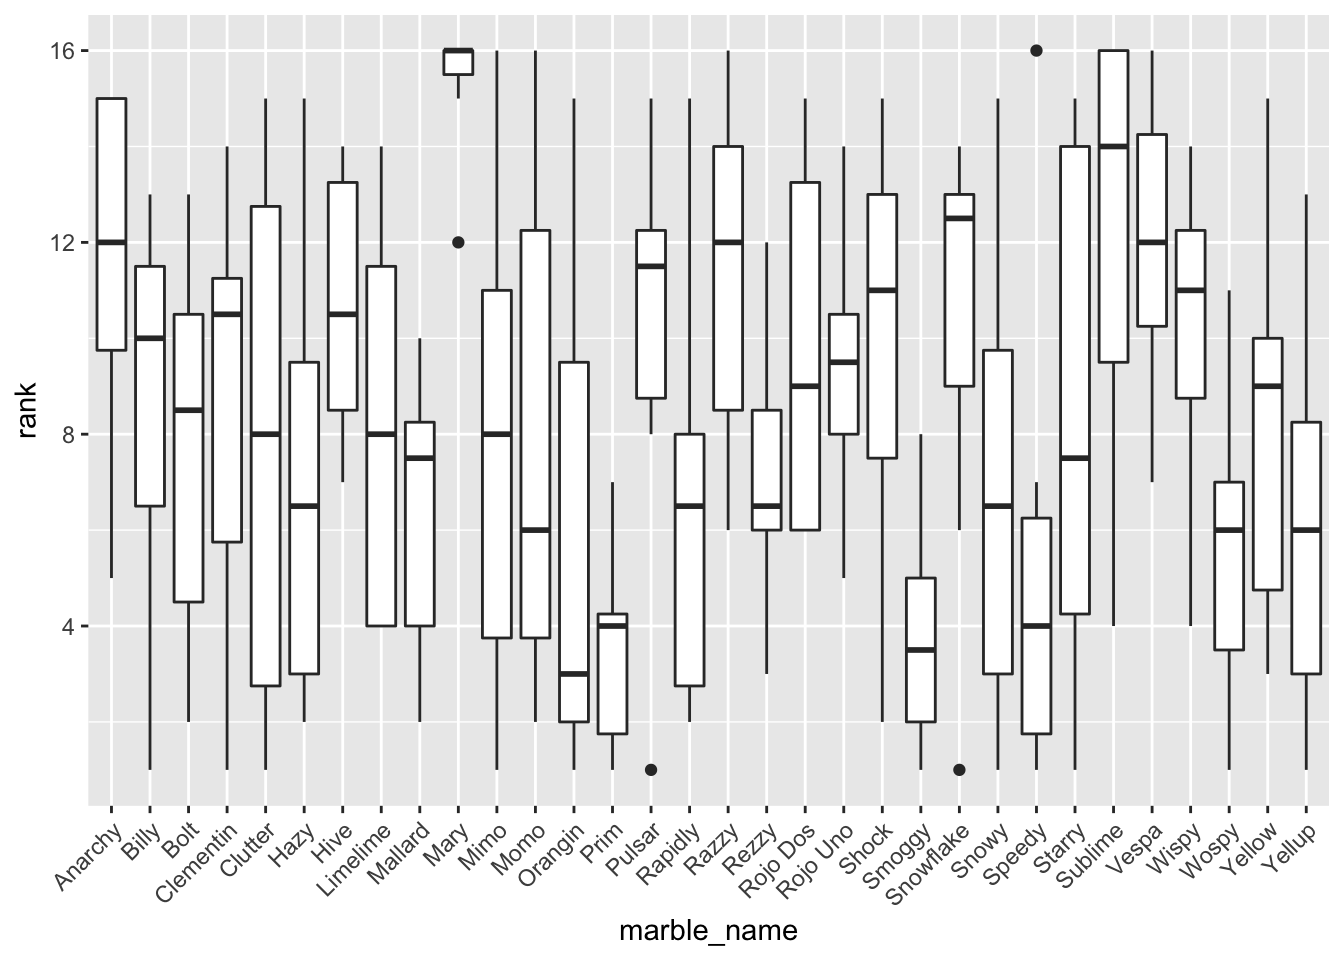 16
12
8
4
rank
Anarchy
Billy
Bolt
Clementin
Clutter
Hazy
Hive
Limelime
Mallard
Mary
Mimo
Momo
Orangin
Prim
Pulsar
Rapidly
Razzy
Rezzy
Rojo Dos
Rojo Uno
Shock
Smoggy
Snowflake
Snowy
Speedy
Starry
Sublime
Vespa
Wispy
Wospy
Yellow
Yellup
marble_name